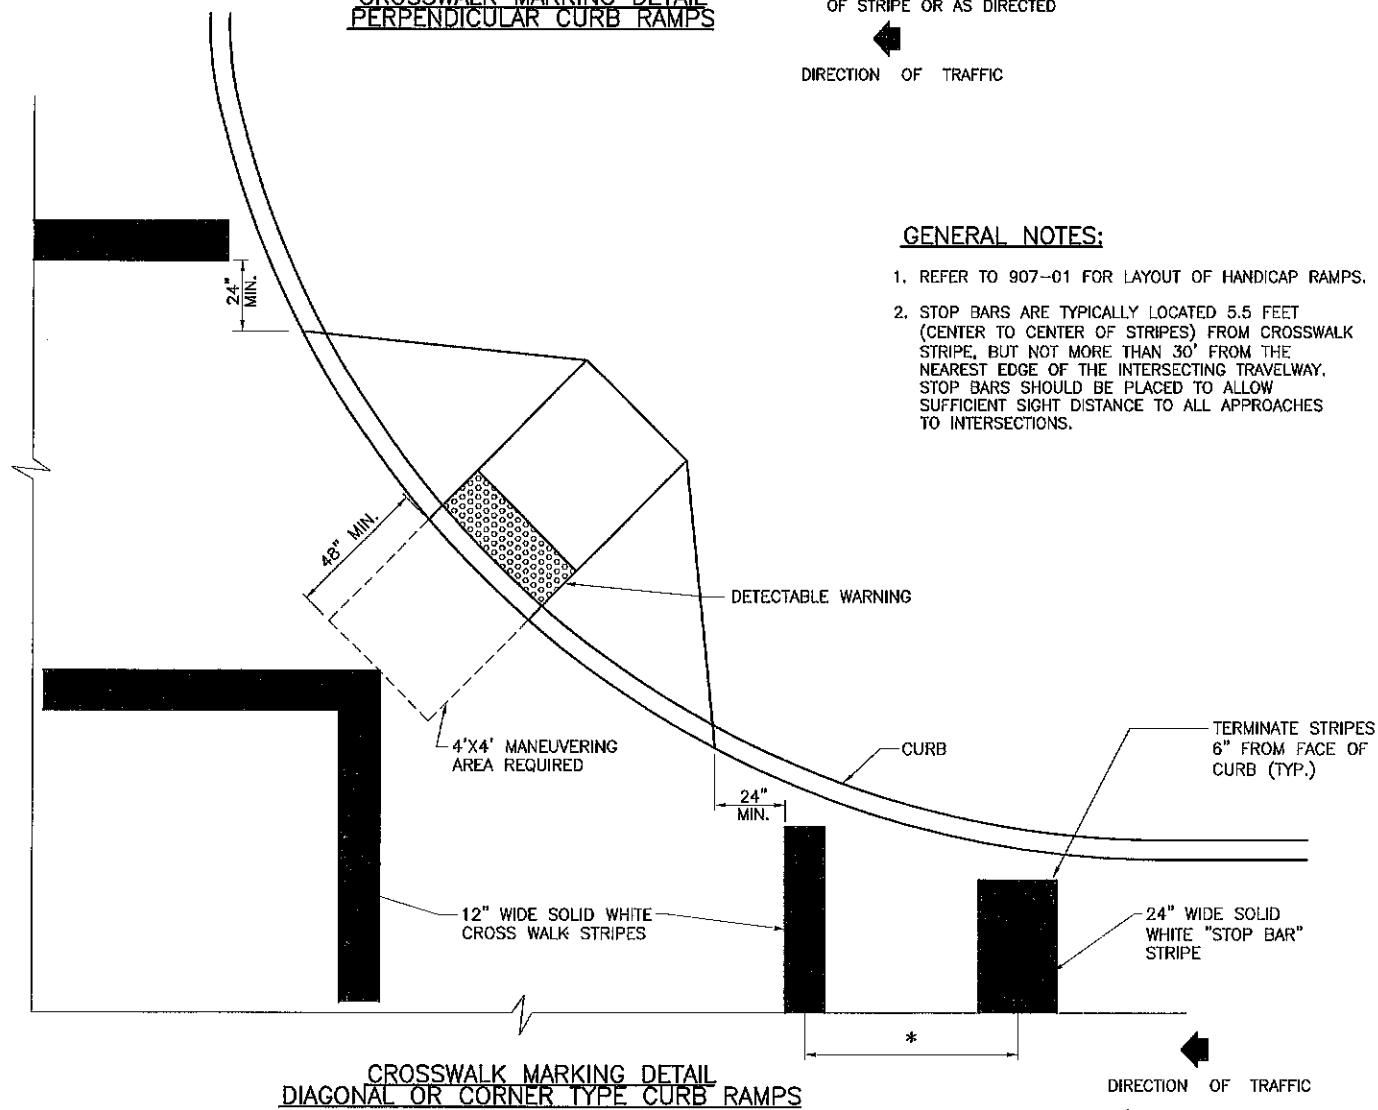 CROSSWALK MARKING DETAIL
PERPENDICULAR CURB RAMPS
OF STRIPE OR AS DIRECTED
DIRECTION OF TRAFFIC
GENERAL NOTES:
1. REFER TO 907-01 FOR LAYOUT OF HANDICAP RAMPS.
2. STOP BARS ARE TYPICALLY LOCATED 5.5 FEET
(CENTER TO CENTER OF STRIPES) FROM CROSSWALK
STRIPE, BUT NOT MORE THAN 30' FROM THE
NEAREST EDGE OF THE INTERSECTING TRAVELWAY.
STOP BARS SHOULD BE PLACED TO ALLOW
SUFFICIENT SIGHT DISTANCE TO ALL APPROACHES
TO INTERSECTIONS.
24"
MIN.
48" MIN.
DETECTABLE WARNING
4'X4' MANEUVERING
AREA REQUIRED
CURB
TERMINATE STRIPES
6" FROM FACE OF
CURB (TYP.)
24"
MIN.
12" WIDE SOLID WHITE
CROSS WALK STRIPES
24" WIDE SOLID
WHITE "STOP BAR"
STRIPE
*
CROSSWALK MARKING DETAIL
DIAGONAL OR CORNER TYPE CURB RAMPS
DIRECTION OF TRAFFIC